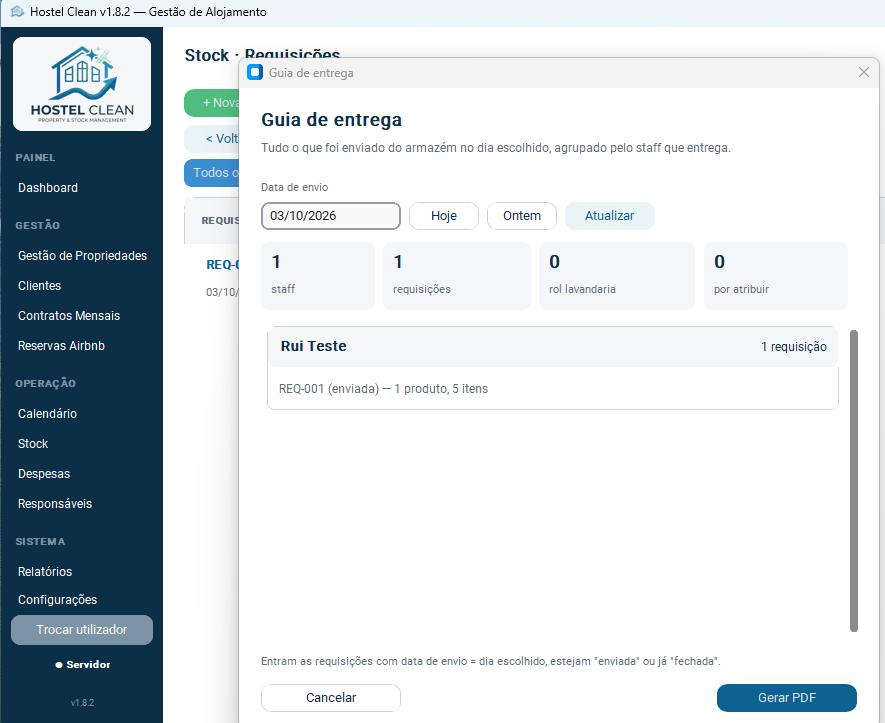 Hostel Clean v1.8.2 — Gestão de Alojamento
HOSTEL CLEAN
PROPERTY & STOCK MANAGEMENT
PAINEL
Dashboard
GESTÃO
Gestão de Propriedades
Clientes
Contratos Mensais
Reservas Airbnb
OPERAÇÃO
Calendário
Stock
Despesas
Responsáveis
SISTEMA
Relatórios
Configurações
Trocar utilizador
● Servidor
v1.8.2
Stock · Requisições
+ Nova
< Volt
Todos o
REQUIS
REQ-0
03/10/
Guia de entrega
Guia de entrega
Tudo o que foi enviado do armazém no dia escolhido, agrupado pelo staff que entrega.
Data de envio
03/10/2026 Hoje Ontem Atualizar
1 1 0 0
staff requisições rol lavandaria por atribuir
Rui Teste 1 requisição
REQ-001 (enviada) — 1 produto, 5 itens
Entram as requisições com data de envio = dia escolhido, estejam "enviada" ou já "fechada".
Cancelar Gerar PDF